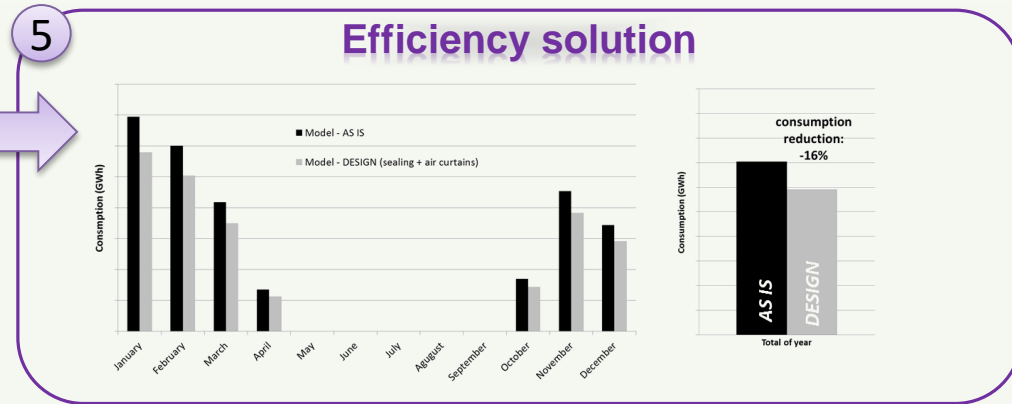 5
Efficiency solution
Consmption (GWh)
Model - AS IS
Model - DESIGN (sealing + air curtains)
January
February
March
April
May
June
July
Agugust
September
October
November
December
Consumption (GWh)
consumption
reduction:
-16%
AS IS
DESIGN
Total of year